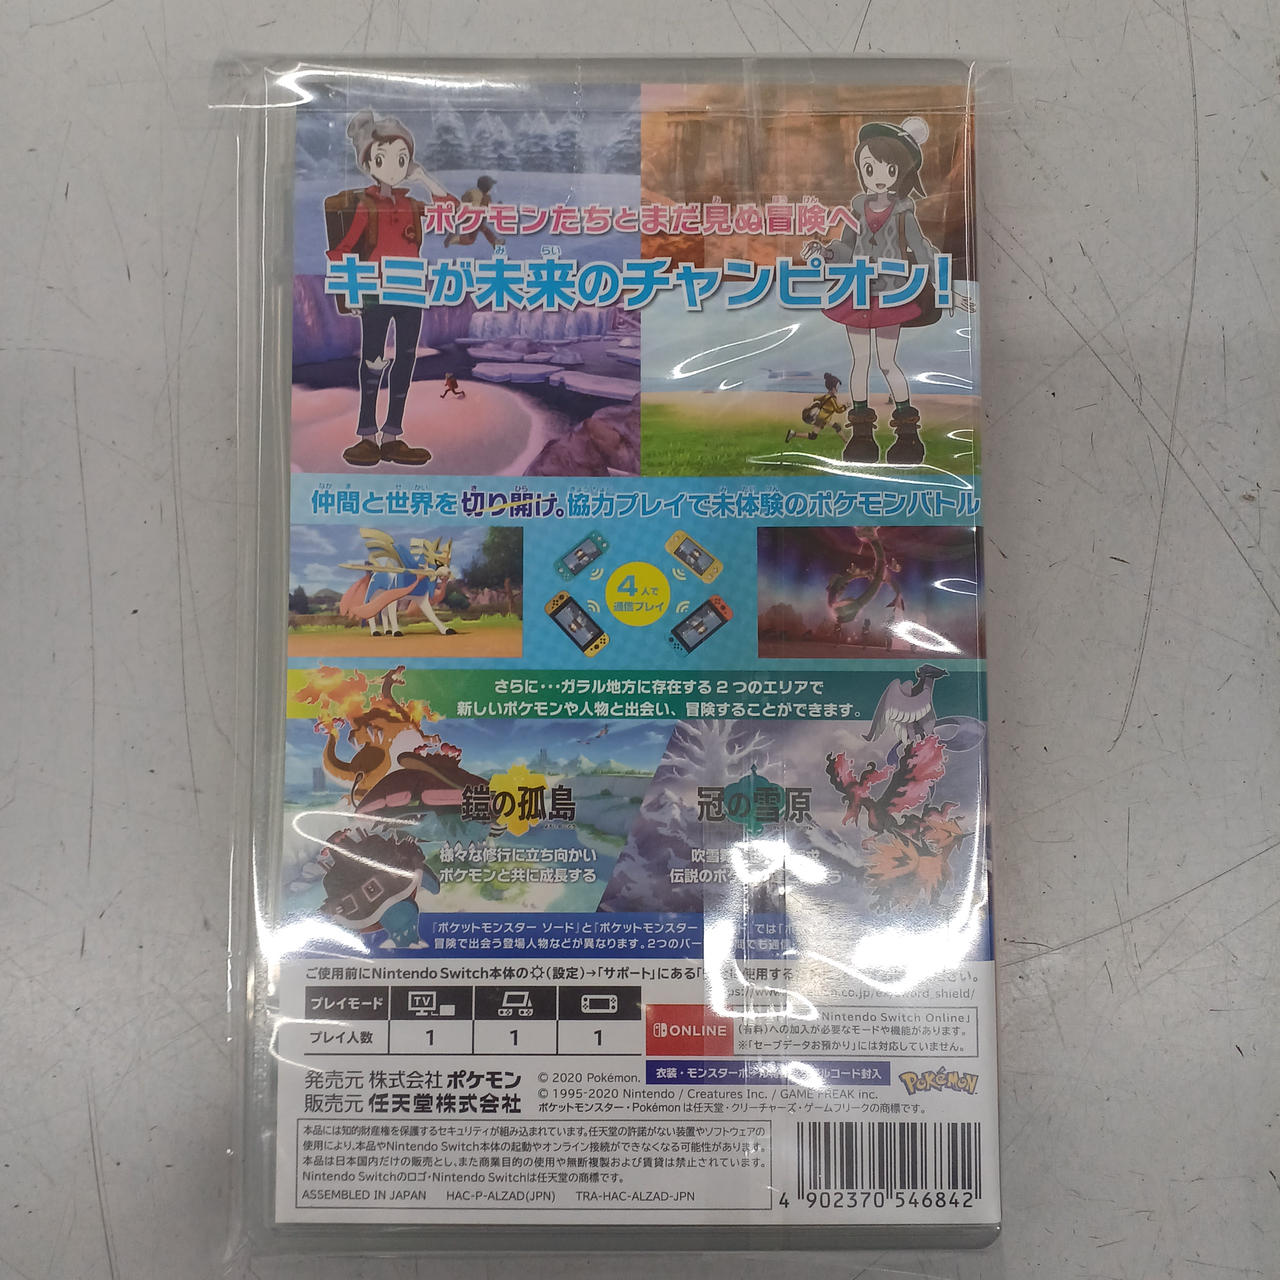 ポケモンたちとまだ見ぬ冒険へ
キミが未来のチャンピオン!
仲間と世界を切り開け。協力プレイで未体験のポケモンバトル
4人で
通信プレイ
さらに・・・ガラル地方に存在する2つのエリアで
新しいポケモンや人物と出会い、冒険することができます。
鎧の孤島
様々な修行に立ち向かい
ポケモンと共に成長する
冠の雪原
吹雪
伝説のポケ
『ポケットモンスター ソード』と『ポケットモンスター
冒険で出会う登場人物などが異なります。2つのバー
ご使用前にNintendo Switch本体の(設定)→「サポート」にある「
プレイモード TV
プレイ人数 1 1 1
ONLINE
Nintendo Switch Online」
(有料)への加入が必要なモードや機能があります。
※「セーブデータお預かり」には対応していません。
衣装・モンスターボ
コード封入
発売元 株式会社ポケモン
販売元 任天堂株式会社
© 2020 Pokémon.
© 1995-2020 Nintendo / Creatures Inc. / GAME FREAK inc.
ポケットモンスター・Pokémonは任天堂・クリーチャーズ・ゲームフリークの商標です。
POKéMON
本品には知的財産権を保護するセキュリティが組み込まれています。任天堂の許諾がない装置やソフトウェアの
使用により、本品やNintendo Switch本体の起動やオンライン接続ができなくなる可能性があります。
本品は日本国内だけの販売とし、また商業目的の使用や無断複製および賃貸は禁止されています。
Nintendo Switchのロゴ・Nintendo Switchは任天堂の商標です。
ASSEMBLED IN JAPAN HAC-P-ALZAD(JPN) TRA-HAC-ALZAD-JPN
4 902370 546842